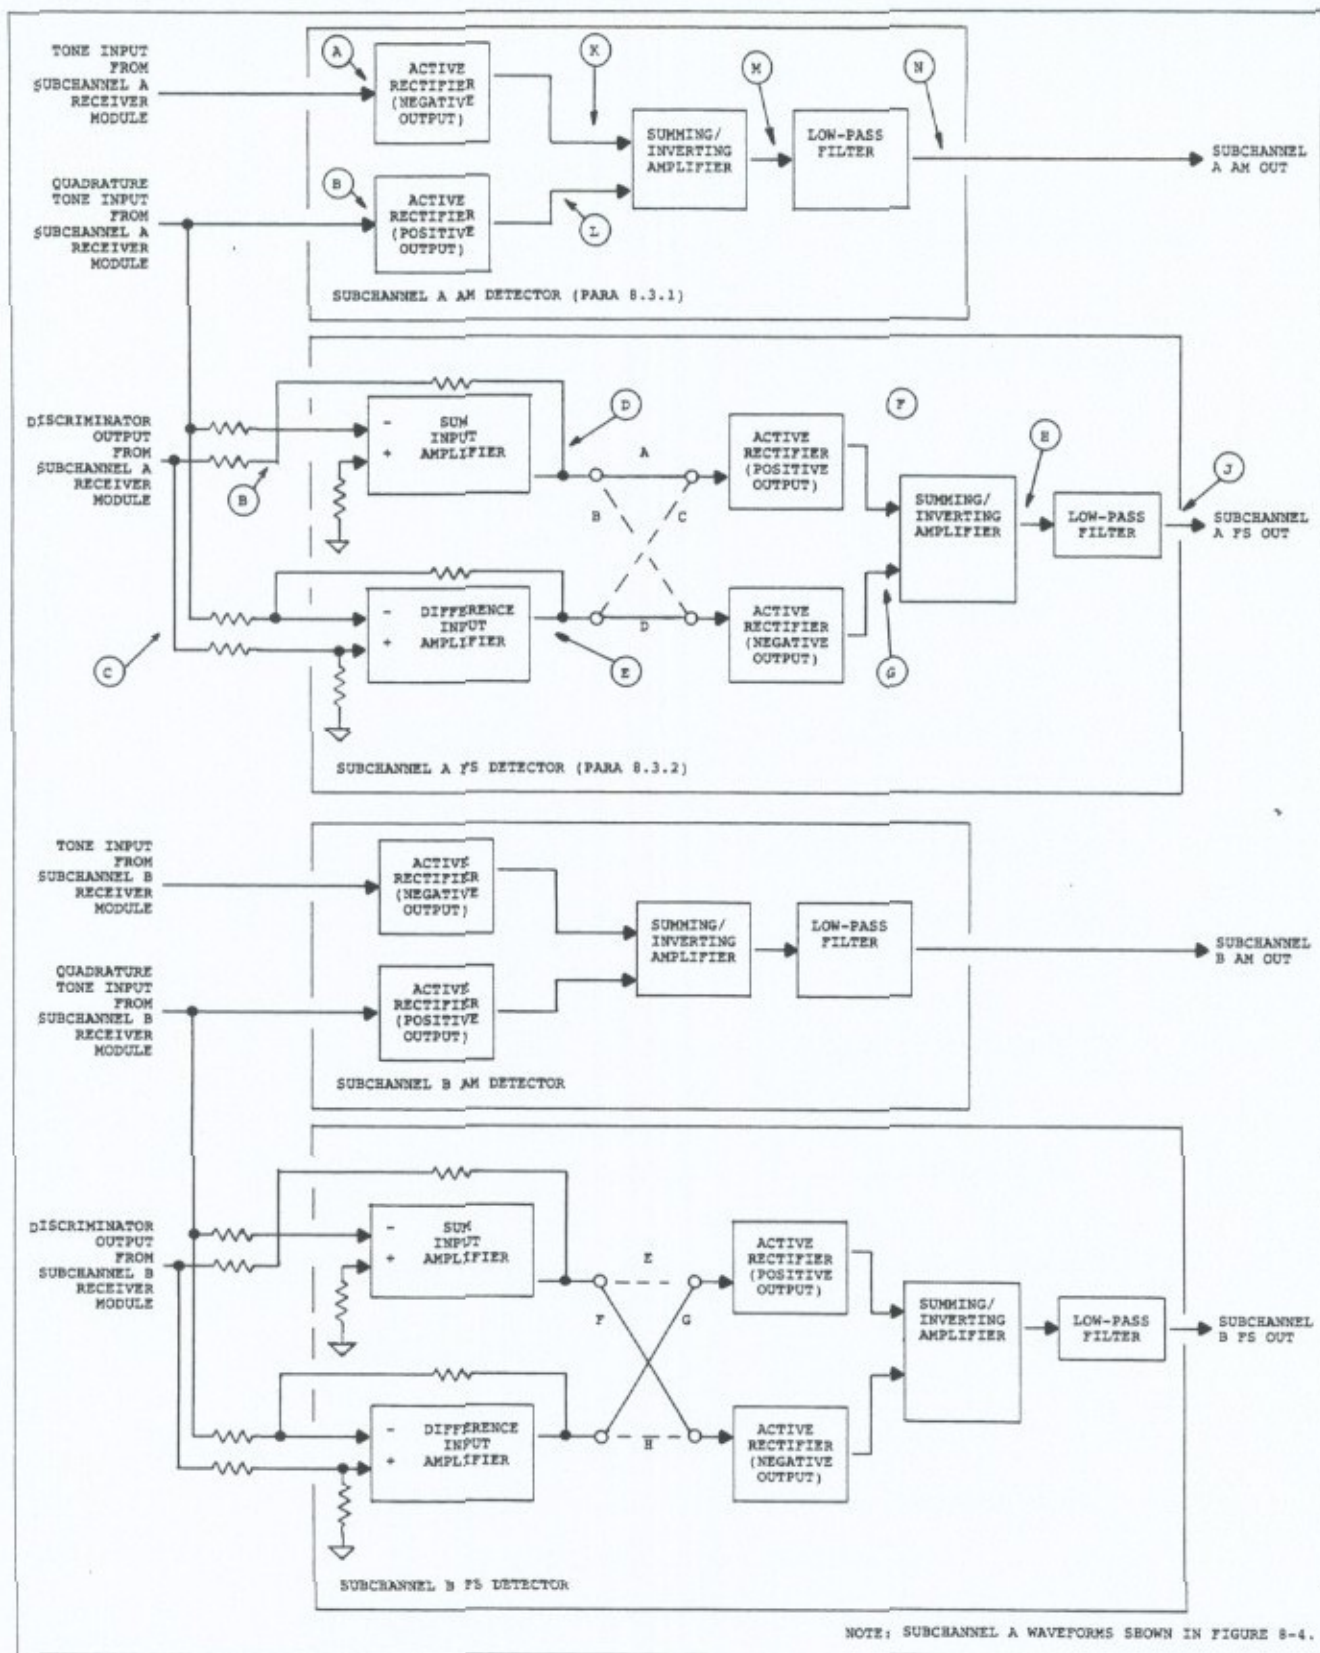 TONE INPUT
FROM
SUBCHANNEL A
RECEIVER
MODULE
A
ACTIVE
RECTIFIER
(NEGATIVE
OUTPUT)
K
M
N
SUMMING/
INVERTING
AMPLIFIER
LOW-PASS
FILTER
SUBCHANNEL
A AM OUT
QUADRATURE
TONE INPUT
FROM
SUBCHANNEL A
RECEIVER
MODULE
B
ACTIVE
RECTIFIER
(POSITIVE
OUTPUT)
L
SUBCHANNEL A AM DETECTOR (PARA 8.3.1)
DISCRIMINATOR
OUTPUT
FROM
SUBCHANNEL A
RECEIVER
MODULE
B
C
-
+
SUM
INPUT
AMPLIFIER
D
A
B
C
D
ACTIVE
RECTIFIER
(POSITIVE
OUTPUT)
F
SUMMING/
INVERTING
AMPLIFIER
H
LOW-PASS
FILTER
J
SUBCHANNEL
A FS OUT
-
+
DIFFERENCE
INPUT
AMPLIFIER
E
ACTIVE
RECTIFIER
(NEGATIVE
OUTPUT)
G
SUBCHANNEL A FS DETECTOR (PARA 8.3.2)
TONE INPUT
FROM
SUBCHANNEL B
RECEIVER
MODULE
ACTIVE
RECTIFIER
(NEGATIVE
OUTPUT)
SUMMING/
INVERTING
AMPLIFIER
LOW-PASS
FILTER
SUBCHANNEL
B AM OUT
QUADRATURE
TONE INPUT
FROM
SUBCHANNEL B
RECEIVER
MODULE
ACTIVE
RECTIFIER
(POSITIVE
OUTPUT)
SUBCHANNEL B AM DETECTOR
DISCRIMINATOR
OUTPUT
FROM
SUBCHANNEL B
RECEIVER
MODULE
-
+
SUM
INPUT
AMPLIFIER
E
F
G
H
ACTIVE
RECTIFIER
(POSITIVE
OUTPUT)
SUMMING/
INVERTING
AMPLIFIER
LOW-PASS
FILTER
SUBCHANNEL
B FS OUT
-
+
DIFFERENCE
INPUT
AMPLIFIER
ACTIVE
RECTIFIER
(NEGATIVE
OUTPUT)
SUBCHANNEL B FS DETECTOR
NOTE: SUBCHANNEL A WAVEFORMS SHOWN IN FIGURE 8-4.